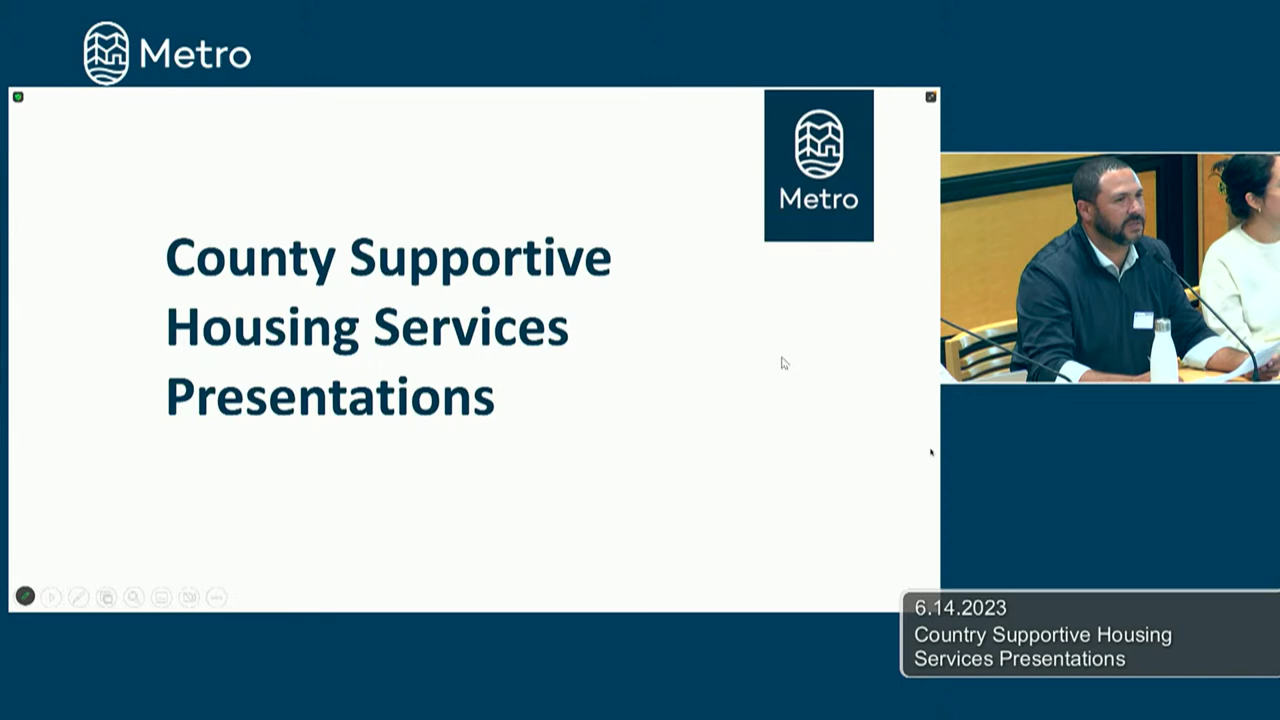 Metro
Metro
County Supportive
Housing Services
Presentations
6.14.2023
Country Supportive Housing
Services Presentations